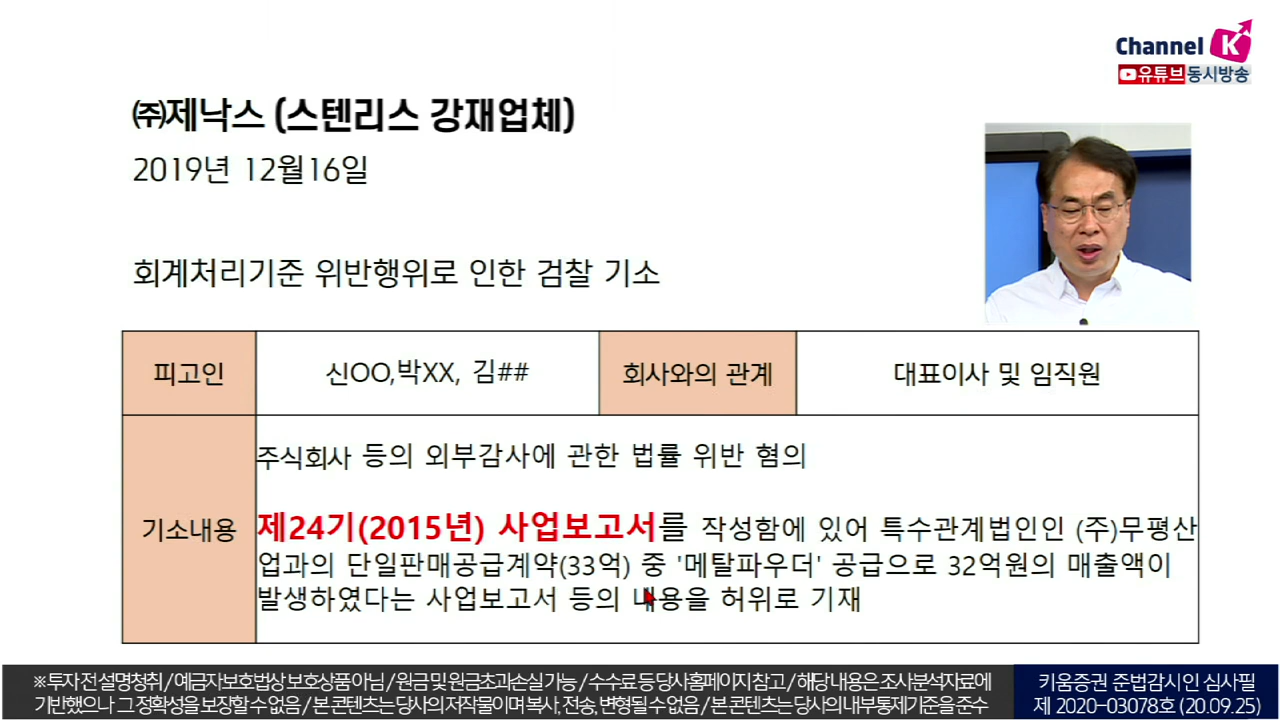 Channel K
유튜브 동시방송
㈜제낙스 (스텐리스 강재업체)
2019년 12월16일
회계처리기준 위반행위로 인한 검찰 기소
피고인 신OO,박XX, 김## 회사와의 관계 대표이사 및 임직원
기소내용
주식회사 등의 외부감사에 관한 법률 위반 혐의
제24기(2015년) 사업보고서를 작성함에 있어 특수관계법인인 (주)무평산
업과의 단일판매공급계약(33억) 중 '메탈파우더' 공급으로 32억원의 매출액이
발생하였다는 사업보고서 등의 내용을 허위로 기재
※투자 전 설명청취 / 예금자보호법상 보호상품 아님 / 원금 및 원금초과손실 가능 / 수수료 등 당사홈페이지 참고 / 해당 내용은 조사분석자료에
기반했으나 그 정확성을 보장할 수 없음 / 본 콘텐츠는 당사의 저작물이며 복사, 전송, 변형될 수 없음 / 본 콘텐츠는 당사의 내부통제기준을 준수
키움증권 준법감시인 심사필
제 2020-03078호 (20.09.25)